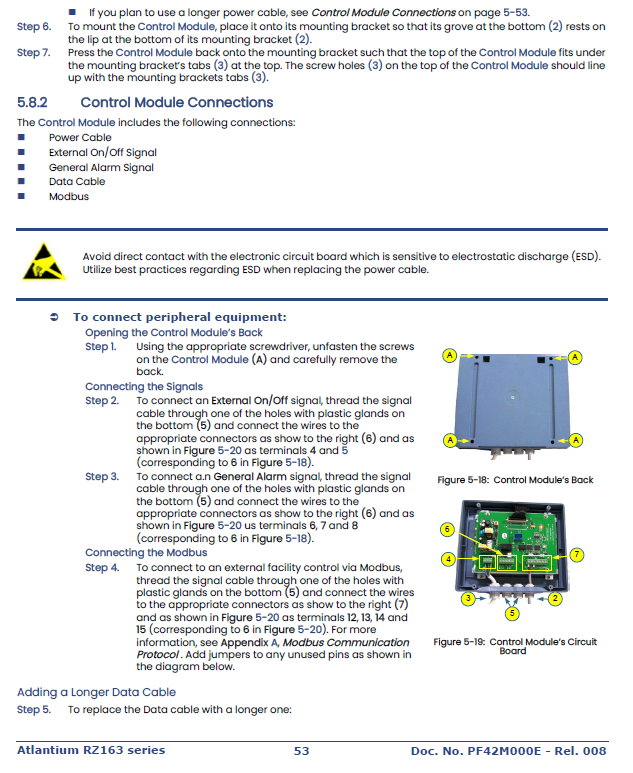 ■ If you plan to use a longer power cable, see Control Module Connections on page 5-53.
Step 6. To mount the Control Module, place it onto its mounting bracket so that its grove at the bottom (2) rests on
the lip at the bottom of its mounting bracket (2).
Step 7. Press the Control Module back onto the mounting bracket such that the top of the Control Module fits under
the mounting bracket's tabs (3) at the top. The screw holes (3) on the top of the Control Module should line
up with the mounting brackets tabs (3).
5.8.2 Control Module Connections
The Control Module includes the following connections:
■ Power Cable
■ External On/Off Signal
■ General Alarm Signal
■ Data Cable
■ Modbus
Avoid direct contact with the electronic circuit board which is sensitive to electrostatic discharge (ESD).
Utilize best practices regarding ESD when replacing the power cable.
➲ To connect peripheral equipment:
Opening the Control Module's Back
Step 1. Using the appropriate screwdriver, unfasten the screws
on the Control Module (A) and carefully remove the
back.
Connecting the Signals
Step 2. To connect an External On/Off signal, thread the signal
cable through one of the holes with plastic glands on
the bottom (5) and connect the wires to the
appropriate connectors as show to the right (6) and as
shown in Figure 5-20 as terminals 4 and 5
(corresponding to 6 in Figure 5-18).
Step 3. To connect a.n General Alarm signal, thread the signal
cable through one of the holes with plastic glands on
the bottom (5) and connect the wires to the
appropriate connectors as show to the right (6) and as
shown in Figure 5-20 us terminals 6, 7 and 8
(corresponding to 6 in Figure 5-18).
Connecting the Modbus
Step 4. To connect to an external facility control via Modbus,
thread the signal cable through one of the holes with
plastic glands on the bottom (5) and connect the wires
to the appropriate connectors as show to the right (7)
and as shown in Figure 5-20 as terminals 12, 13, 14 and
15 (corresponding to 6 in Figure 5-20). For more
information, see Appendix A, Modbus Communication
Protocol . Add jumpers to any unused pins as shown in
the diagram below.
A A
A A
Figure 5-18: Control Module's Back
6
4 7
3 2
5
Figure 5-19: Control Module's Circuit
Board
Adding a Longer Data Cable
Step 5. To replace the Data cable with a longer one:
Atlantium RZ163 series 53 Doc. No. PF42M000E - Rel. 008